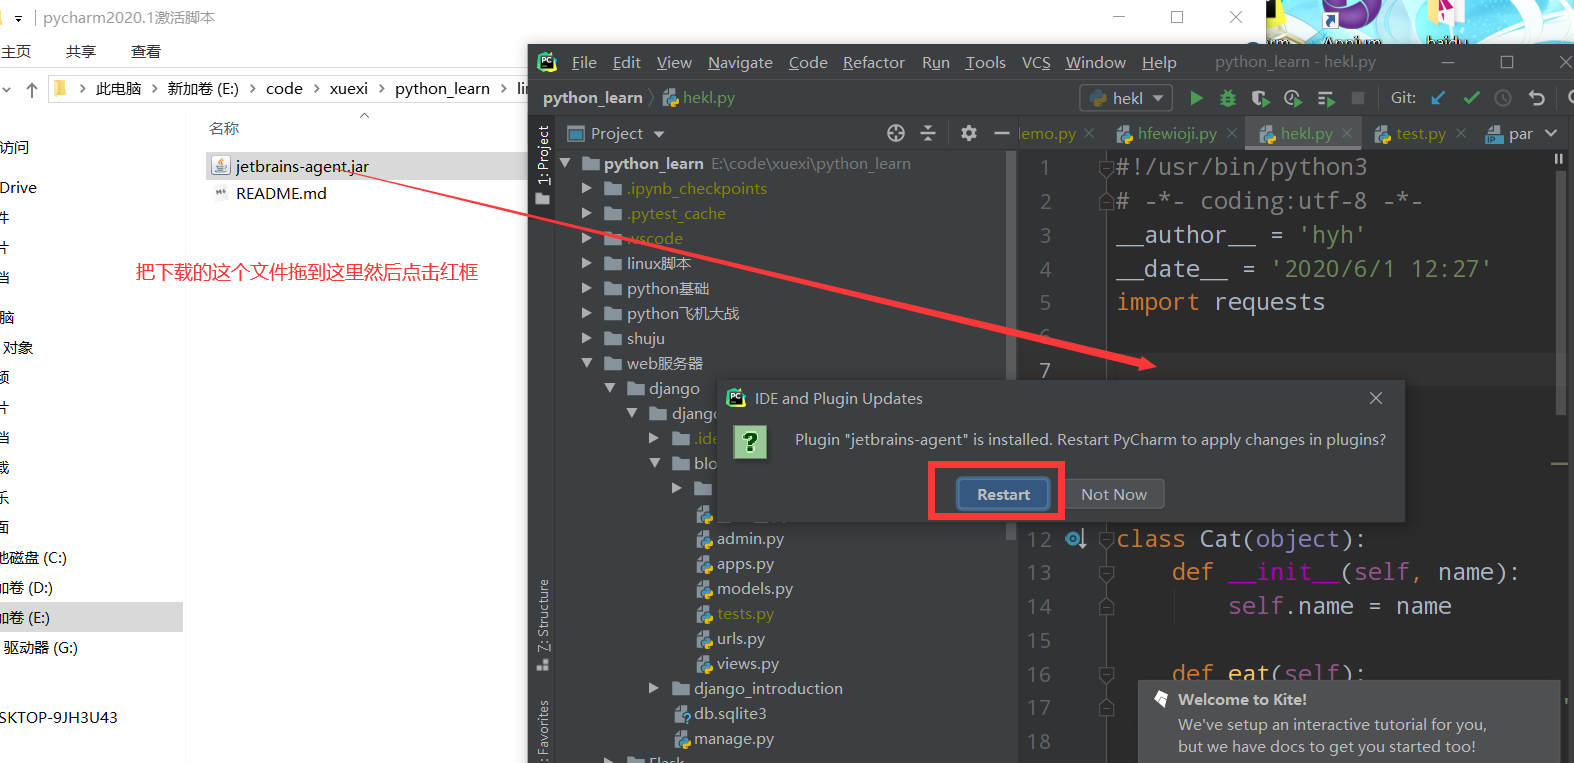 pycharm2020.1激活脚本
主页 共享 查看
此电脑 > 新加卷 (E:) > code > xuexi > python_learn >
名称
jetbrains-agent.jar
README.md
把下载的这个文件拖到这里然后点击红框
访问
Drive
件
片
档
脑
对象
频
片
档
载
乐
面
他磁盘 (C:)
加卷 (D:)
加卷 (E:)
驱动器 (G:)
SKTOP-9JH3U43
File Edit View Navigate Code Refactor Run Tools VCS Window Help python_learn - hekl.py
python_learn hekl.py
hekl
Git:
1: Project
Z: Structure
Favorites
Project
python_learn E:\code\xuexi\python_learn
.ipynb_checkpoints
.pytest_cache
.vscode
linux脚本
python基础
python飞机大战
shuju
web服务器
django
django
.ide
blo
admin.py
apps.py
models.py
tests.py
urls.py
views.py
django_introduction
db.sqlite3
manage.py
Flask
emo.py hfewioji.py hekl.py test.py par
1 #!/usr/bin/python3
2 # -*- coding:utf-8 -*-
3 __author__ = 'hyh'
4 __date__ = '2020/6/1 12:27'
5 import requests
6
7
IDE and Plugin Updates
Plugin "jetbrains-agent" is installed. Restart PyCharm to apply changes in plugins?
Restart Not Now
12 class Cat(object):
13 def __init__(self, name):
14 self.name = name
15
16 def eat(self):
17
18
Welcome to Kite!
We've setup an interactive tutorial for you,
but we have docs to get you started too!